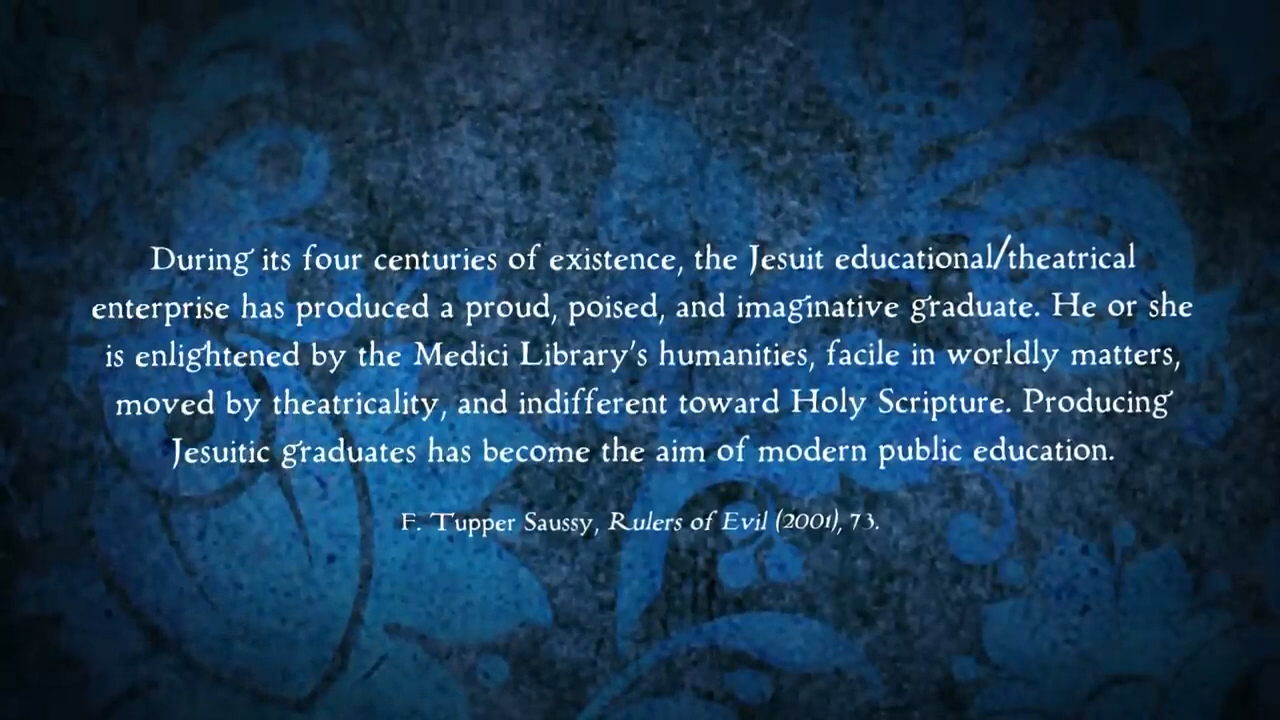 During its four centuries of existence, the Jesuit educational/theatrical
enterprise has produced a proud, poised, and imaginative graduate. He or she
is enlightened by the Medici Library's humanities, facile in worldly matters,
moved by theatricality, and indifferent toward Holy Scripture. Producing
Jesuitic graduates has become the aim of modern public education.
F. Tupper Saussy, Rulers of Evil (2001), 73.